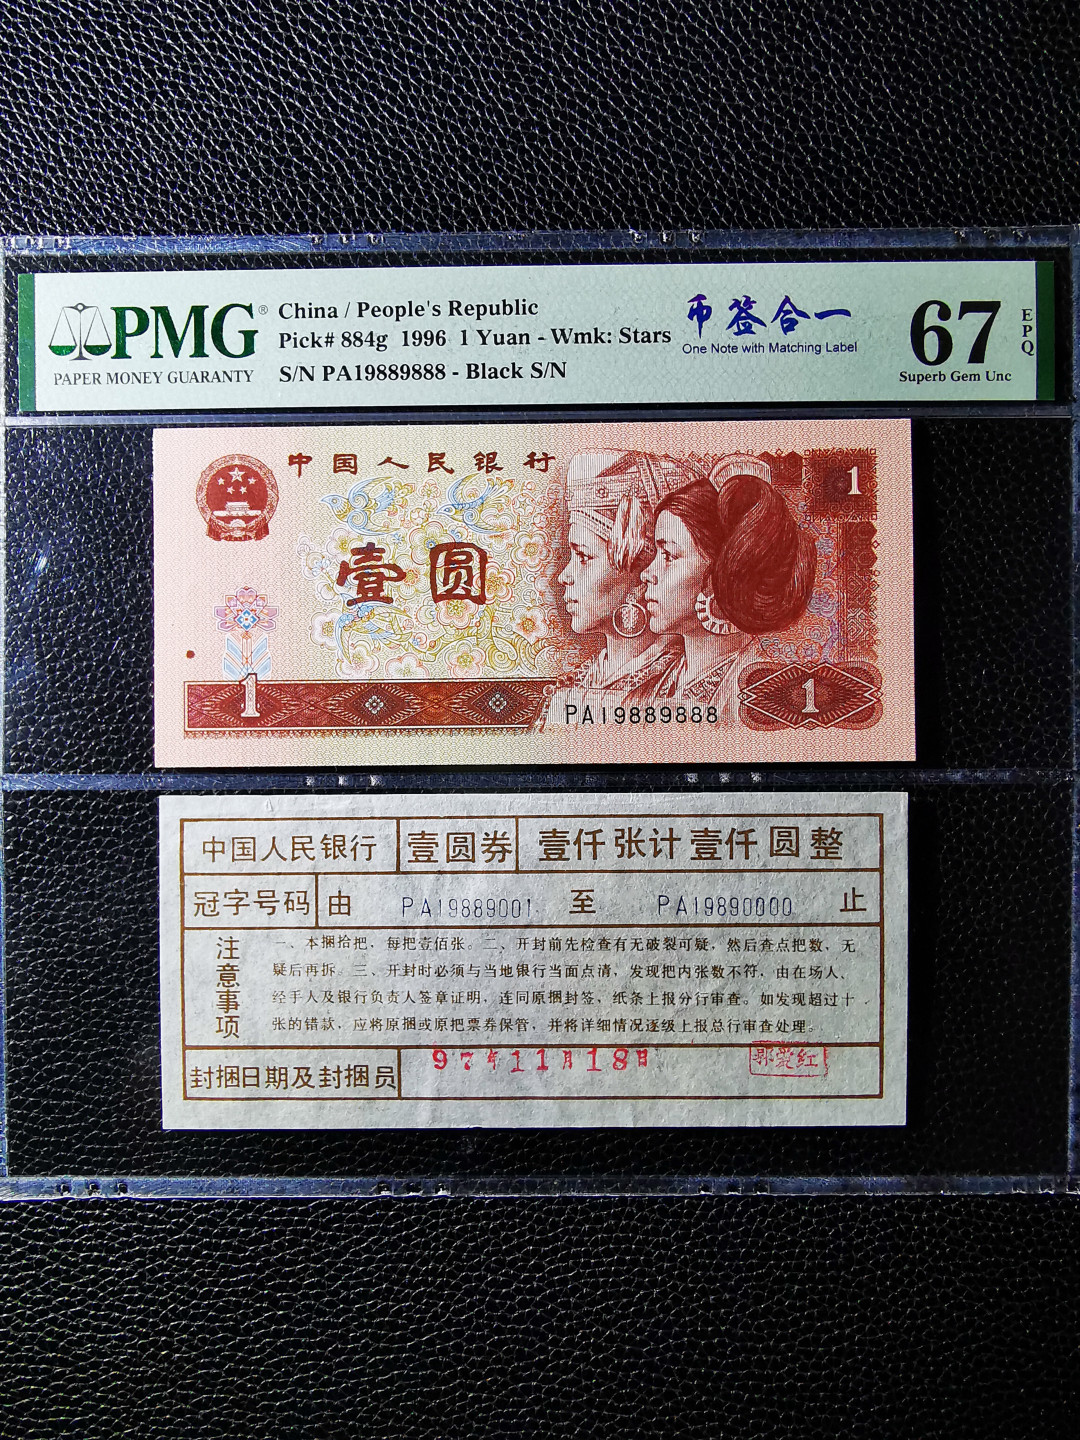 PMG®
PAPER MONEY GUARANTY
China / People's Republic
Pick# 884g 1996 1 Yuan - Wmk: Stars
S/N PA19889888 - Black S/N
币签合一
One Note with Matching Label
67
EPQ
Superb Gem Unc
中国人民银行
1
壹圆
1
PA19889888
1
中国人民银行 壹圆券 壹仟张计壹仟圆整
冠字号码 由 PA19889001 至 PA19890000 止
注意事项
一、本捆拾把，每把壹佰张。二、开封前先检查有无破裂可疑，然后查点把数，无
疑后再拆。三、开封时必须与当地银行当面点清，发现把内张数不符，由在场人、
经手人及银行负责人签章证明，连同原捆封签，纸条上报分行审查。如发现超过十
张的错款，应将原捆或原把票券保管，并将详细情况逐级上报总行审查处理。
封捆日期及封捆员 97年11月18日 郭爱红